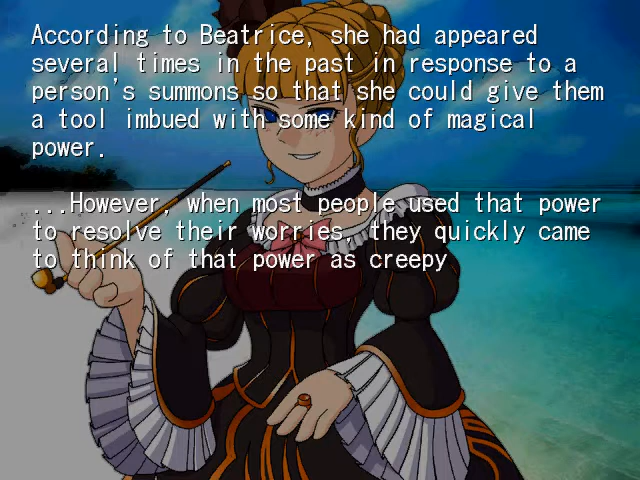 According to Beatrice, she had appeared
several times in the past in response to a
person's summons so that she could give them
a tool imbued with some kind of magical
power.
...However, when most people used that power
to resolve their worries, they quickly came
to think of that power as creepy